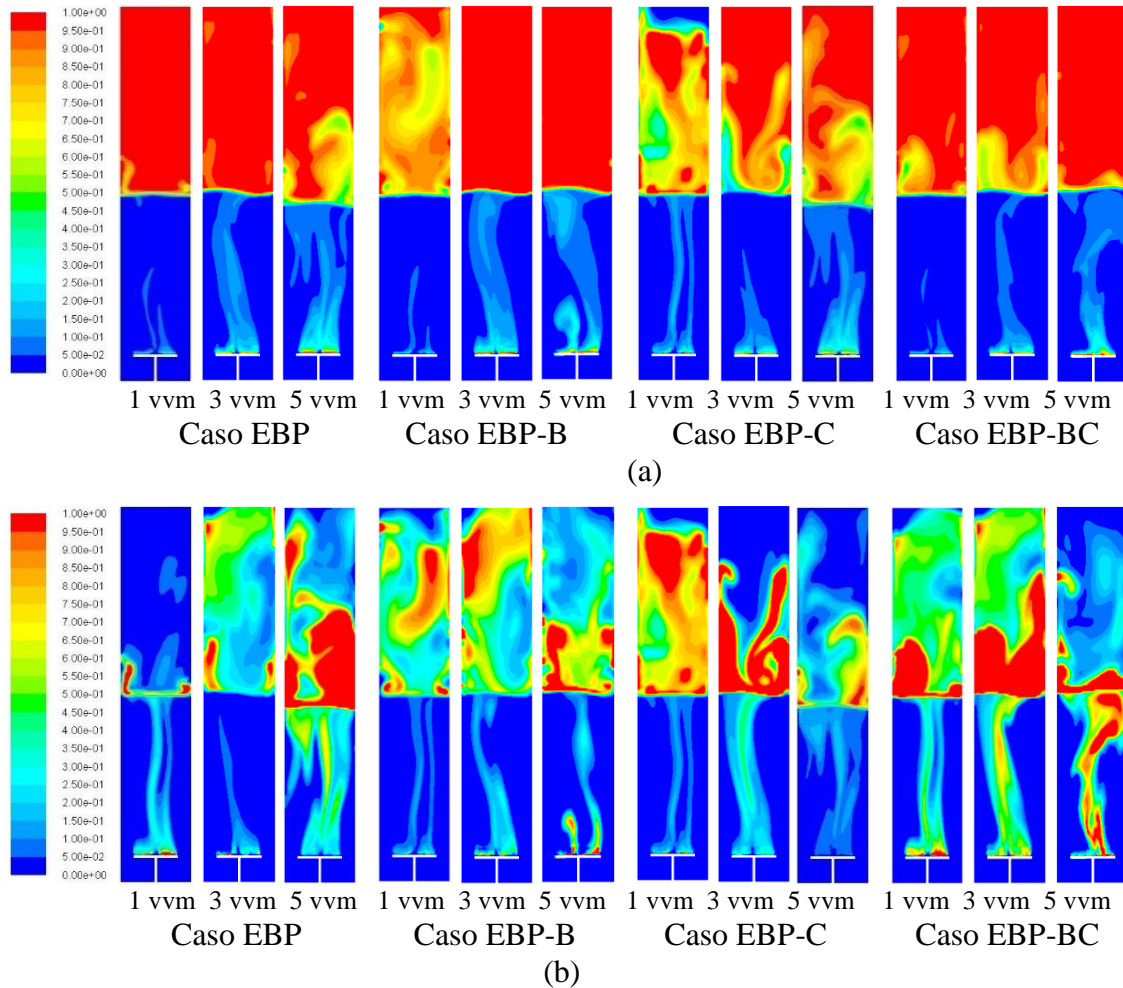 1.00e+00
9.50e-01
9.00e-01
8.50e-01
8.00e-01
7.50e-01
7.00e-01
6.50e-01
6.00e-01
5.50e-01
5.00e-01
4.50e-01
4.00e-01
3.50e-01
3.00e-01
2.50e-01
2.00e-01
1.50e-01
1.00e-01
5.00e-02
0.00e+00
1 vvm 3 vvm 5 vvm 1 vvm 3 vvm 5 vvm 1 vvm 3 vvm 5 vvm 1 vvm 3 vvm 5 vvm
Caso EBP Caso EBP-B Caso EBP-C Caso EBP-BC
(a)
1.00e+00
9.50e-01
9.00e-01
8.50e-01
8.00e-01
7.50e-01
7.00e-01
6.50e-01
6.00e-01
5.50e-01
5.00e-01
4.50e-01
4.00e-01
3.50e-01
3.00e-01
2.50e-01
2.00e-01
1.50e-01
1.00e-01
5.00e-02
0.00e+00
1 vvm 3 vvm 5 vvm 1 vvm 3 vvm 5 vvm 1 vvm 3 vvm 5 vvm 1 vvm 3 vvm 5 vvm
Caso EBP Caso EBP-B Caso EBP-C Caso EBP-BC
(b)